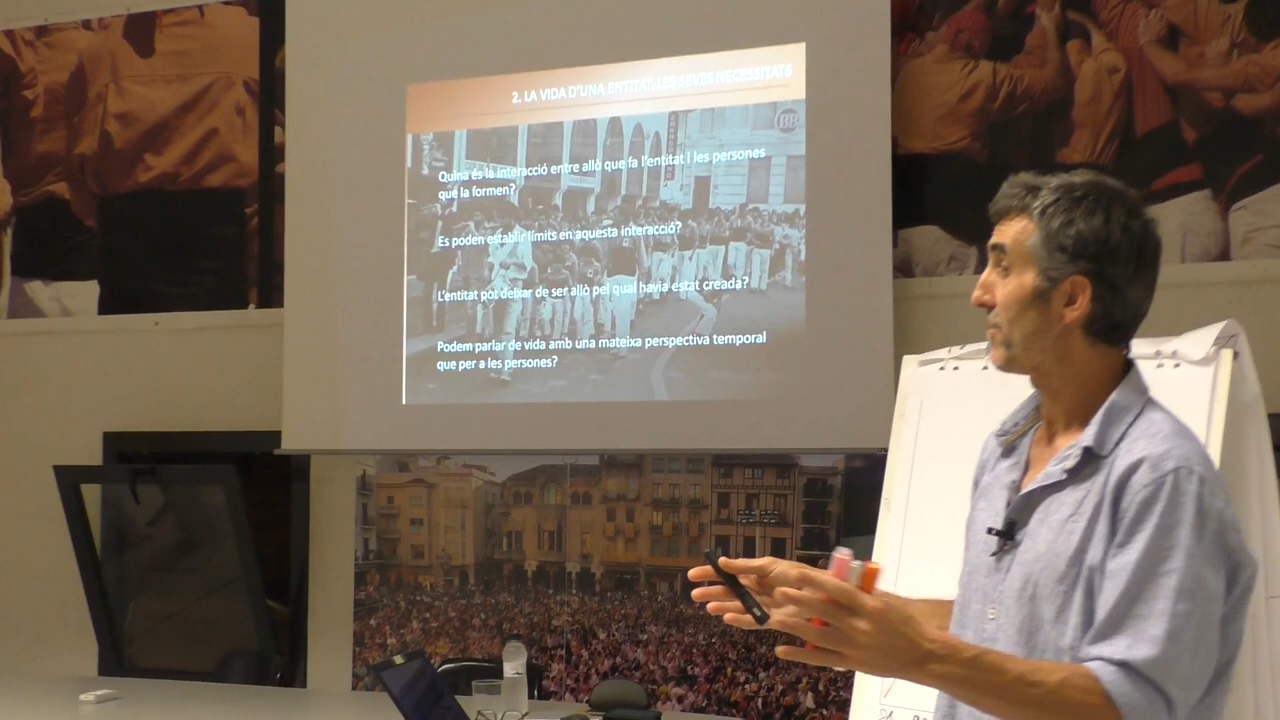 2. LA VIDA D'UNA ENTITAT, LES SEVES NECESSITATS
BB
Quina és la interacció entre allò que fa l'entitat i les persones
que la formen?
Es poden establir límits en aquesta interacció?
L'entitat pot deixar de ser allò pel qual havia estat creada?
Podem parlar de vida amb una mateixa perspectiva temporal
que per a les persones?